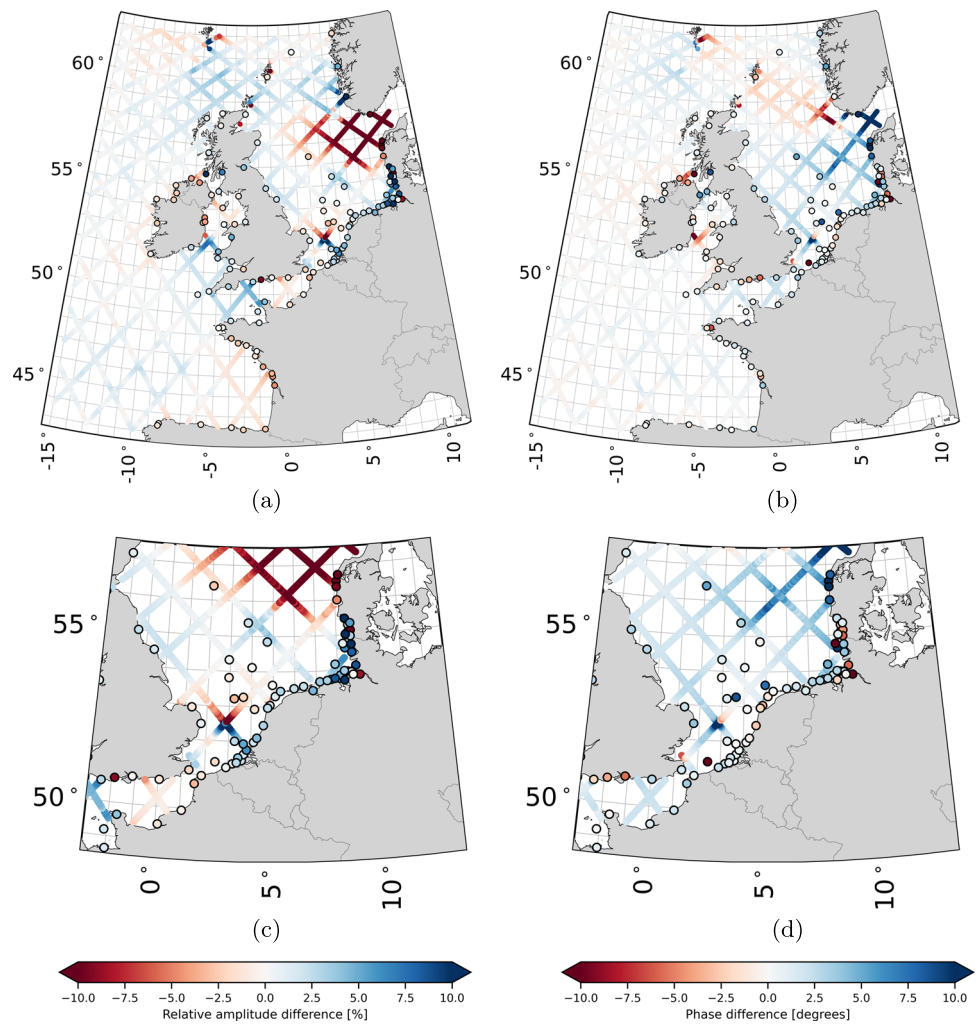 60° 60°
55° 55°
50° 50°
45° 45°
-15° -10° -5° 0° 5° 10° -15° -10° -5° 0° 5° 10°
(a) (b)
55° 55°
50° 50°
0° 5° 10° 0° 5° 10°
(c) (d)
−10.0 −7.5 −5.0 −2.5 0.0 2.5 5.0 7.5 10.0 −10.0 −7.5 −5.0 −2.5 0.0 2.5 5.0 7.5 10.0
Relative amplitude difference [%] Phase difference [degrees]